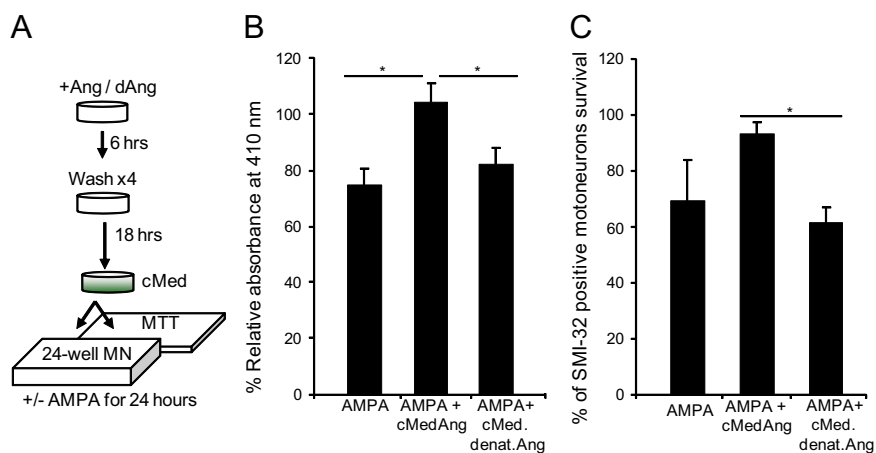 A
+Ang / dAng
6 hrs
Wash x4
18 hrs
cMed
MTT
24-well MN
+/- AMPA for 24 hours
B
% Relative absorbance at 410 nm
120
100
80
60
40
20
0
*
*
AMPA
AMPA +
cMedAng
AMPA+
cMed.
denat.Ang
C
% of SMI-32 positive motoneurons survival
120
100
80
60
40
20
0
*
AMPA
AMPA +
cMedAng
AMPA+
cMed.
denat.Ang